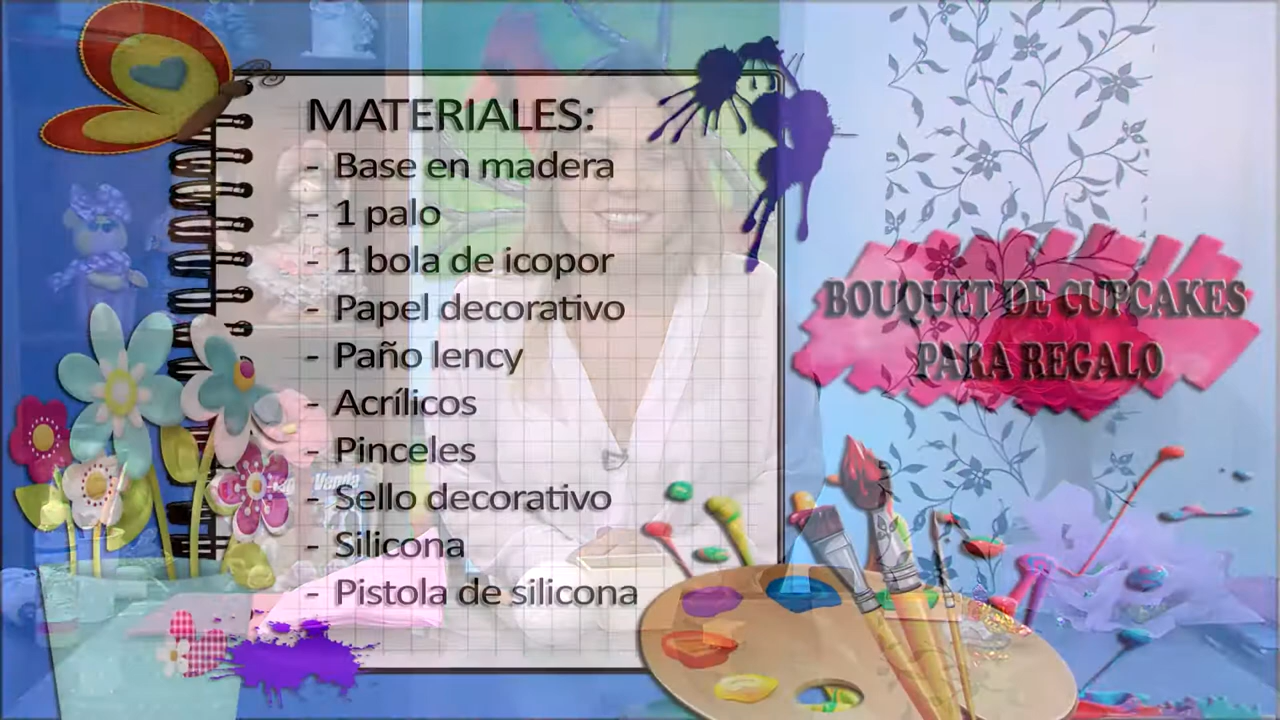 MATERIALES:
- Base en madera
- 1 palo
- 1 bola de icopor
- Papel decorativo
- Paño lency
- Acrílicos
- Pinceles
- Sello decorativo
- Silicona
- Pistola de silicona
BOUQUET DE CUPCAKES
PARA REGALO